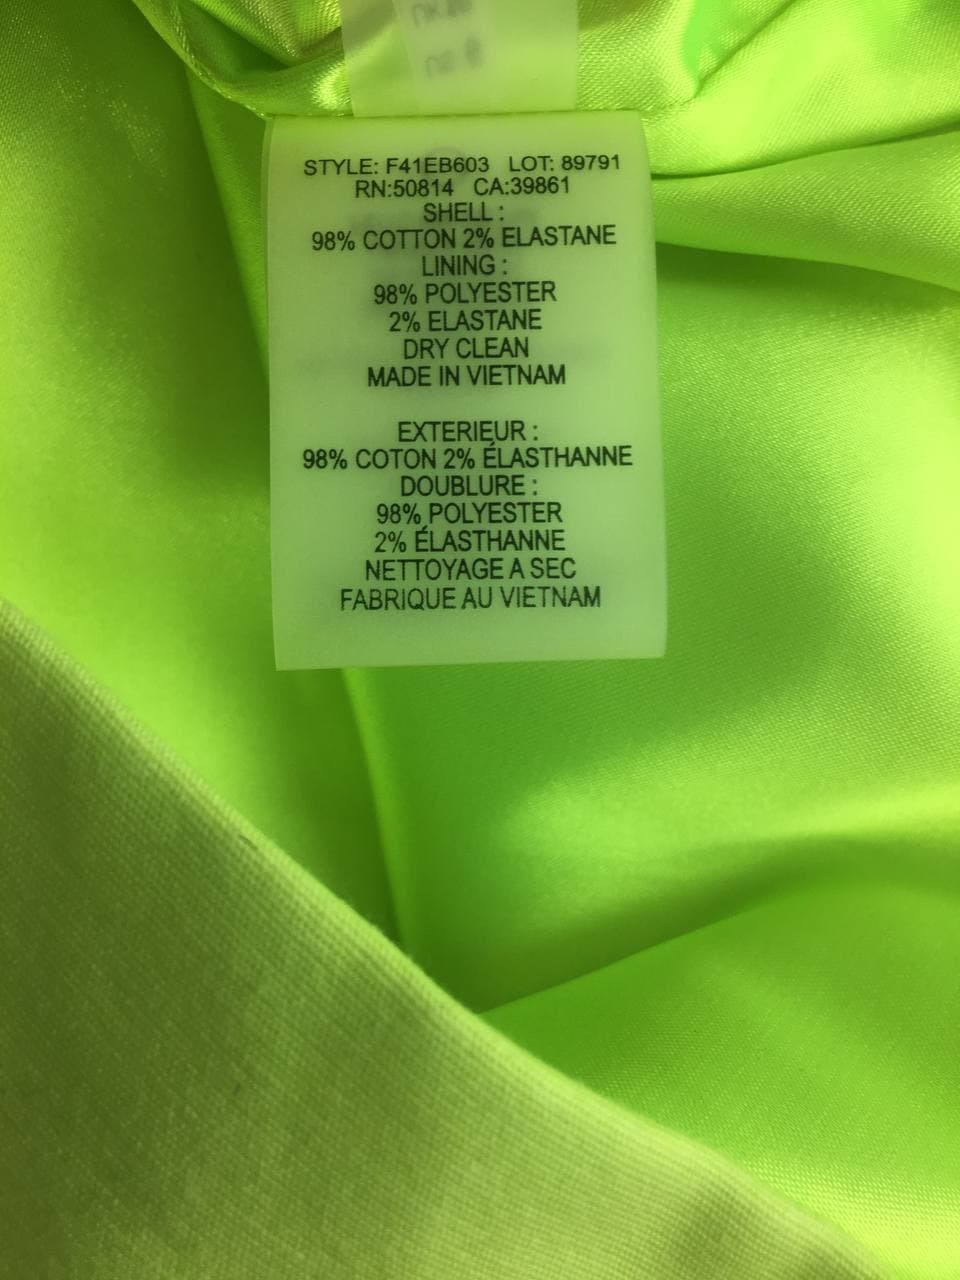 STYLE: F41EB603 LOT: 89791
RN:50814 CA:39861
SHELL :
98% COTTON 2% ELASTANE
LINING :
98% POLYESTER
2% ELASTANE
DRY CLEAN
MADE IN VIETNAM
EXTERIEUR :
98% COTON 2% ÉLASTHANNE
DOUBLURE :
98% POLYESTER
2% ÉLASTHANNE
NETTOYAGE A SEC
FABRIQUE AU VIETNAM